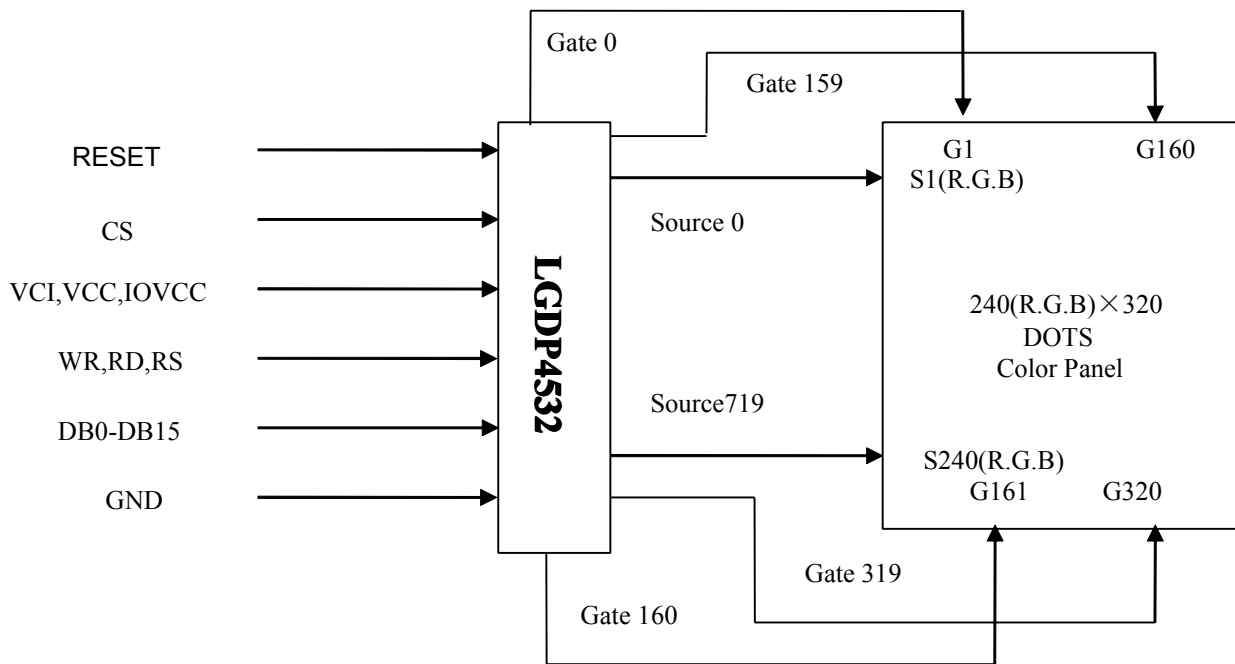 Gate 0
Gate 159
RESET
CS
VCI,VCC,IOVCC
WR,RD,RS
DB0-DB15
GND
LGDP4532
Source 0
Source719
Gate 319
Gate 160
G1
G160
S1(R.G.B)
240(R.G.B)×320
DOTS
Color Panel
S240(R.G.B)
G161
G320